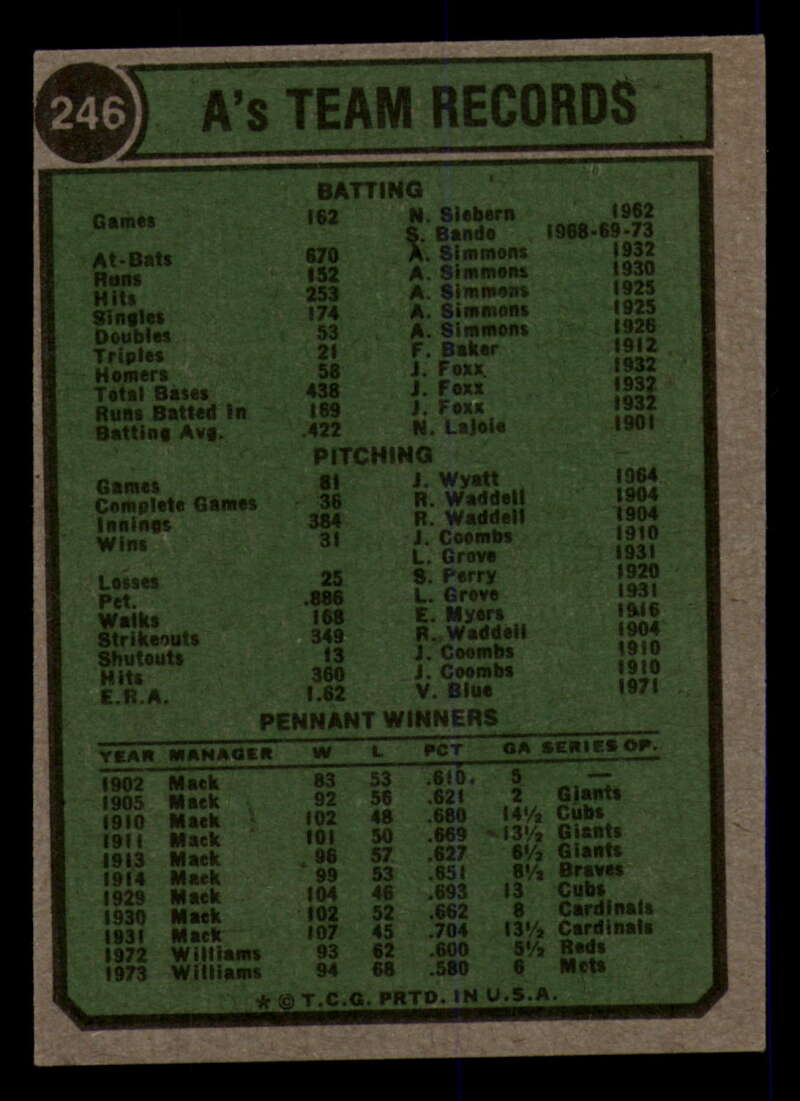 246
A's TEAM RECORDS
BATTING
Games 162 N. Siebern 1962
S. Bando 1968-69-73
At-Bats 670 A. Simmons 1932
Runs 152 A. Simmons 1930
Hits 253 A. Simmons 1925
Singles 174 A. Simmons 1925
Doubles 53 A. Simmons 1926
Triples 21 F. Baker 1912
Homers 58 J. Foxx 1932
Total Bases 438 J. Foxx 1932
Runs Batted In 169 J. Foxx 1932
Batting Avg. .422 N. Lajoie 1901
PITCHING
Games 81 J. Wyatt 1964
Complete Games 36 R. Waddell 1904
Innings 384 R. Waddell 1904
Wins 31 J. Coombs 1910
L. Grove 1931
Losses 25 S. Perry 1920
Pct. .886 L. Grove 1931
Walks 168 E. Myers 1916
Strikeouts 349 R. Waddell 1904
Shutouts 13 J. Coombs 1910
Hits 360 J. Coombs 1910
E.R.A. 1.62 V. Blue 1971
PENNANT WINNERS
YEAR MANAGER W L PCT GA SERIES OP.
1902 Mack 83 53 .610 5 —
1905 Mack 92 56 .621 2 Giants
1910 Mack 102 48 .680 14½ Cubs
1911 Mack 101 50 .669 13½ Giants
1913 Mack 96 57 .627 6½ Giants
1914 Mack 99 53 .651 8½ Braves
1929 Mack 104 46 .693 13 Cubs
1930 Mack 102 52 .662 8 Cardinals
1931 Mack 107 45 .704 13½ Cardinals
1972 Williams 93 62 .600 5½ Reds
1973 Williams 94 68 .580 6 Mets
* © T.C.G. PRTD. IN U.S.A.